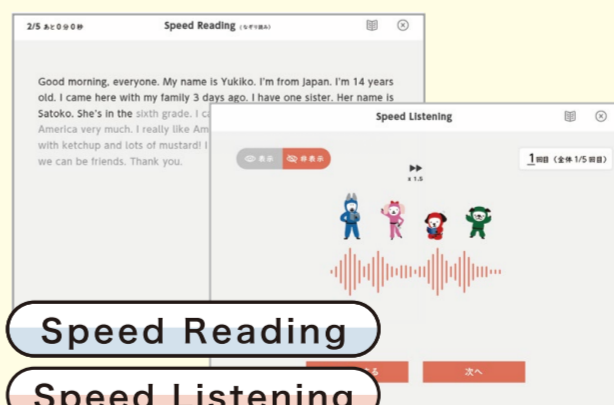 2/5 あと0分0秒
Speed Reading (なぞり読み)
Good morning, everyone. My name is Yukiko. I'm from Japan. I'm 14 years
old. I came here with my family 3 days ago. I have one sister. Her name is
Satoko. She's in the sixth grade. I
America very much. I really like
with ketchup and lots of mustard! I
we can be friends. Thank you.
Speed Listening
表示
非表示
x 1.5
1回目 (全体 1/5 回目)
次へ
Speed Reading
Speed Listening